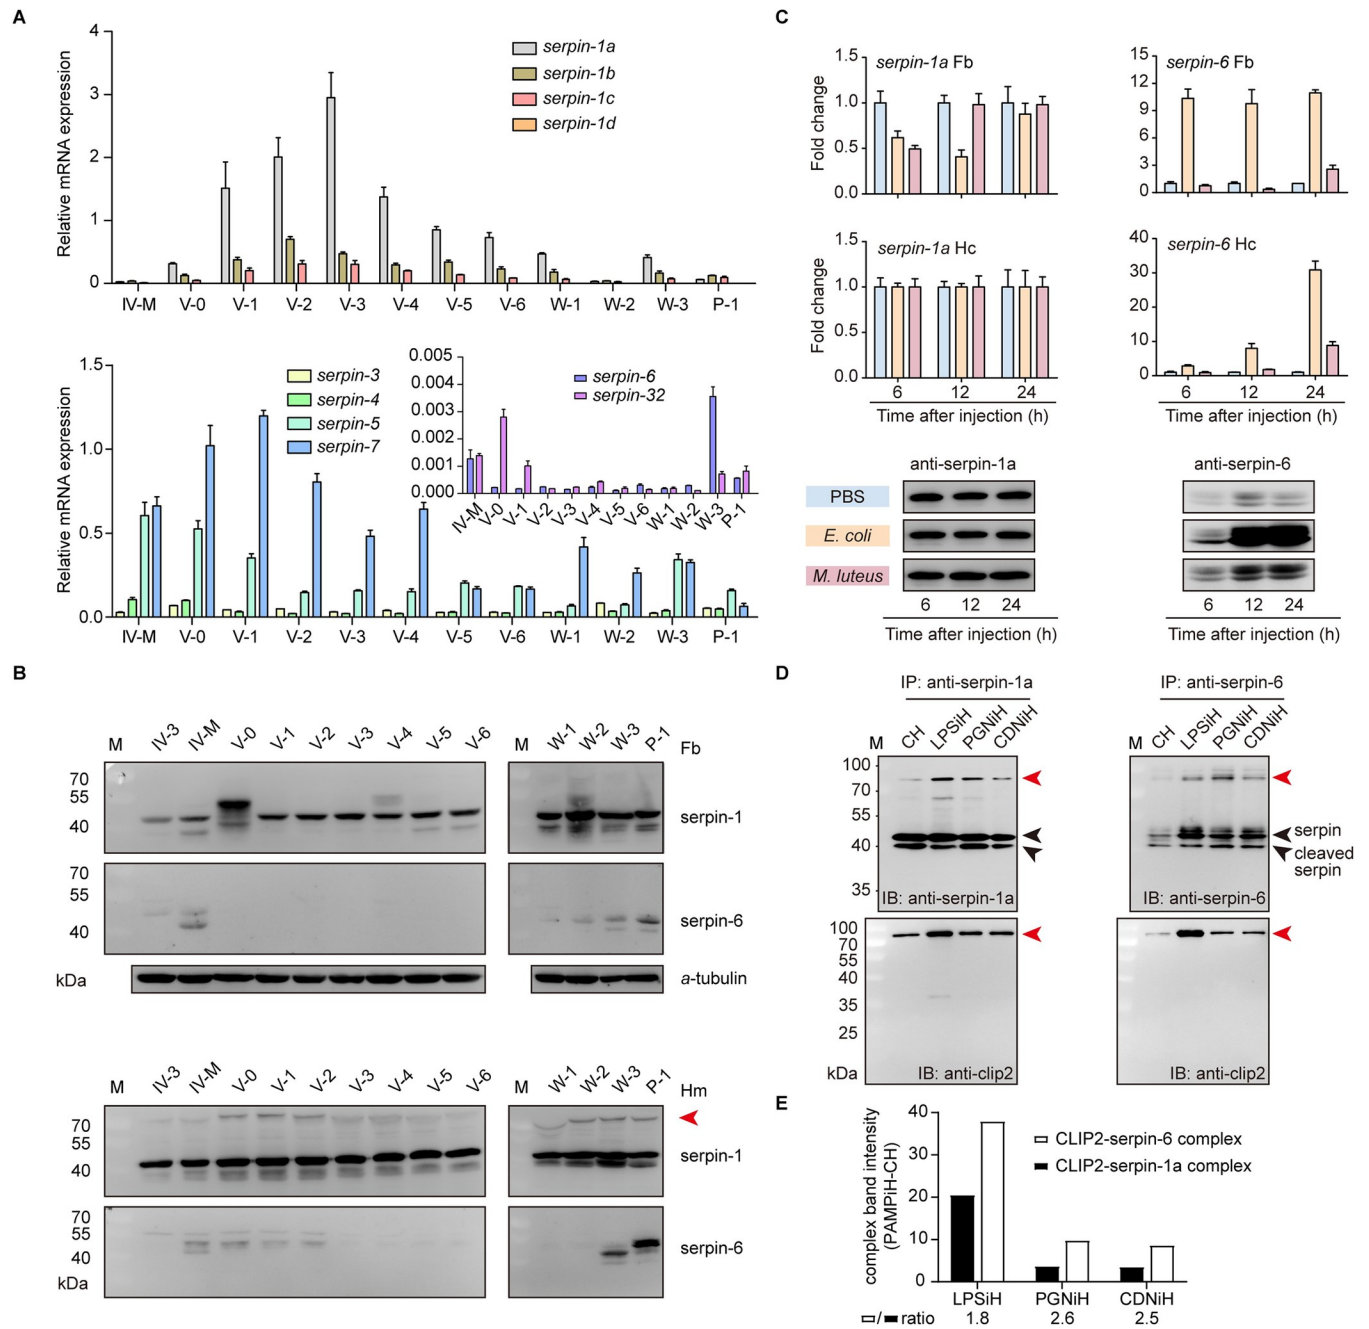 A
Relative mRNA expression
4
3
2
1
0
serpin-1a
serpin-1b
serpin-1c
serpin-1d
IV-M V-0 V-1 V-2 V-3 V-4 V-5 V-6 W-1 W-2 W-3 P-1
Relative mRNA expression
1.5
1.0
0.5
0.0
serpin-3
serpin-4
serpin-5
serpin-7
0.005
0.004
0.003
0.002
0.001
0.000
serpin-6
serpin-32
IV-M V-0 V-1 V-2 V-3 V-4 V-5 V-6 W-1 W-2 W-3 P-1
IV-M V-0 V-1 V-2 V-3 V-4 V-5 V-6 W-1 W-2 W-3 P-1
B
M IV-3 IV-M V-0 V-1 V-2 V-3 V-4 V-5 V-6
M W-1 W-2 W-3 P-1 Fb
70
55
40
serpin-1
70
55
40
serpin-6
kDa
a-tubulin
M IV-3 IV-M V-0 V-1 V-2 V-3 V-4 V-5 V-6
M W-1 W-2 W-3 P-1 Hm
70
55
40
serpin-1
70
55
40
serpin-6
kDa
C
Fold change
1.5
1.0
0.5
0.0
serpin-1a Fb
15
12
9
6
3
0
serpin-6 Fb
Fold change
1.5
1.0
0.5
0.0
serpin-1a Hc
6 12 24
Time after injection (h)
40
30
20
10
0
serpin-6 Hc
6 12 24
Time after injection (h)
anti-serpin-1a
anti-serpin-6
PBS
E. coli
M. luteus
6 12 24
Time after injection (h)
6 12 24
Time after injection (h)
D
IP: anti-serpin-1a
M CH LPSiH PGNiH CDNiH
100
70
55
40
35
IB: anti-serpin-1a
100
70
55
40
35
25
kDa
IB: anti-clip2
IP: anti-serpin-6
M CH LPSiH PGNiH CDNiH
serpin
cleaved
serpin
IB: anti-serpin-6
IB: anti-clip2
E
complex band intensity
(PAMPiH-CH)
40
30
20
10
0
CLIP2-serpin-6 complex
CLIP2-serpin-1a complex
LPSiH PGNiH CDNiH
/ ratio 1.8 2.6 2.5